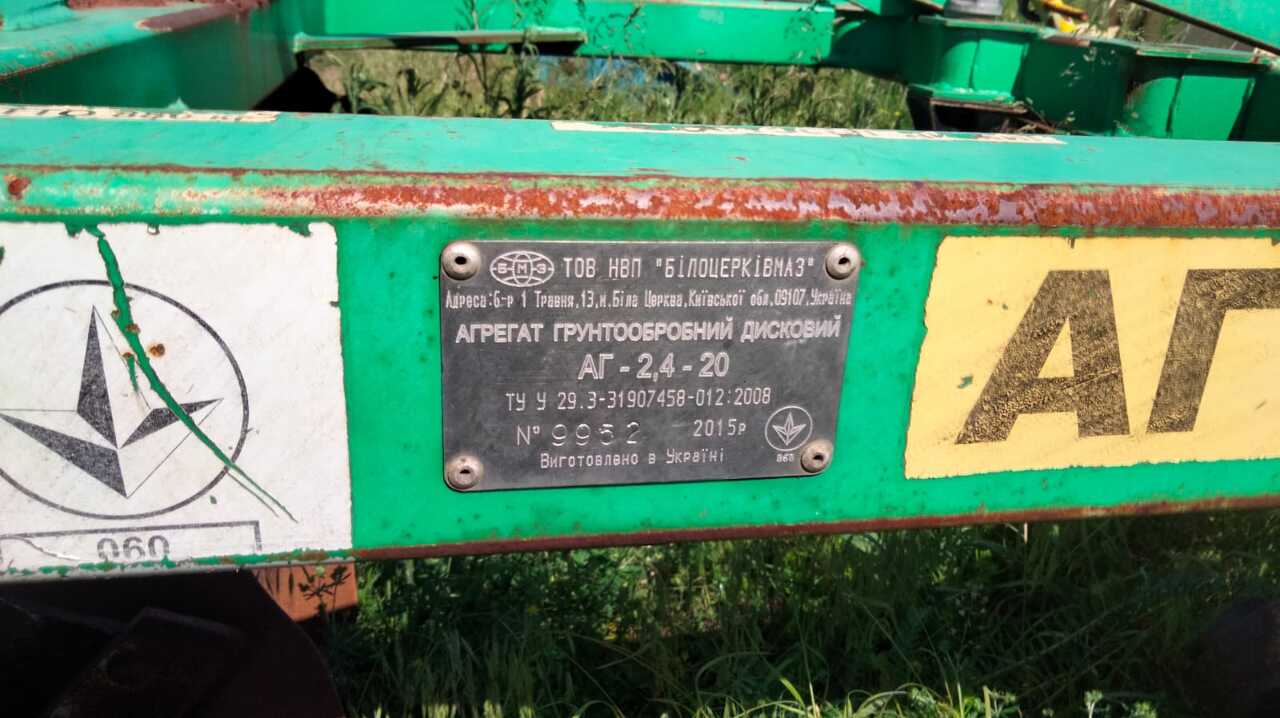 БМЗ ТОВ НВП "БІЛОЦЕРКІВМАЗ"
Адреса:б-р 1 Травня,13,м.Біла Церква,Київської обл.09107,Україна
АГРЕГАТ ГРУНТООБРОБНИЙ ДИСКОВИЙ
АГ - 2,4 - 20
ТУ У 29.3-31907458-012:2008
№ 9952 2015р
Виготовлено в Україні
060
АГ